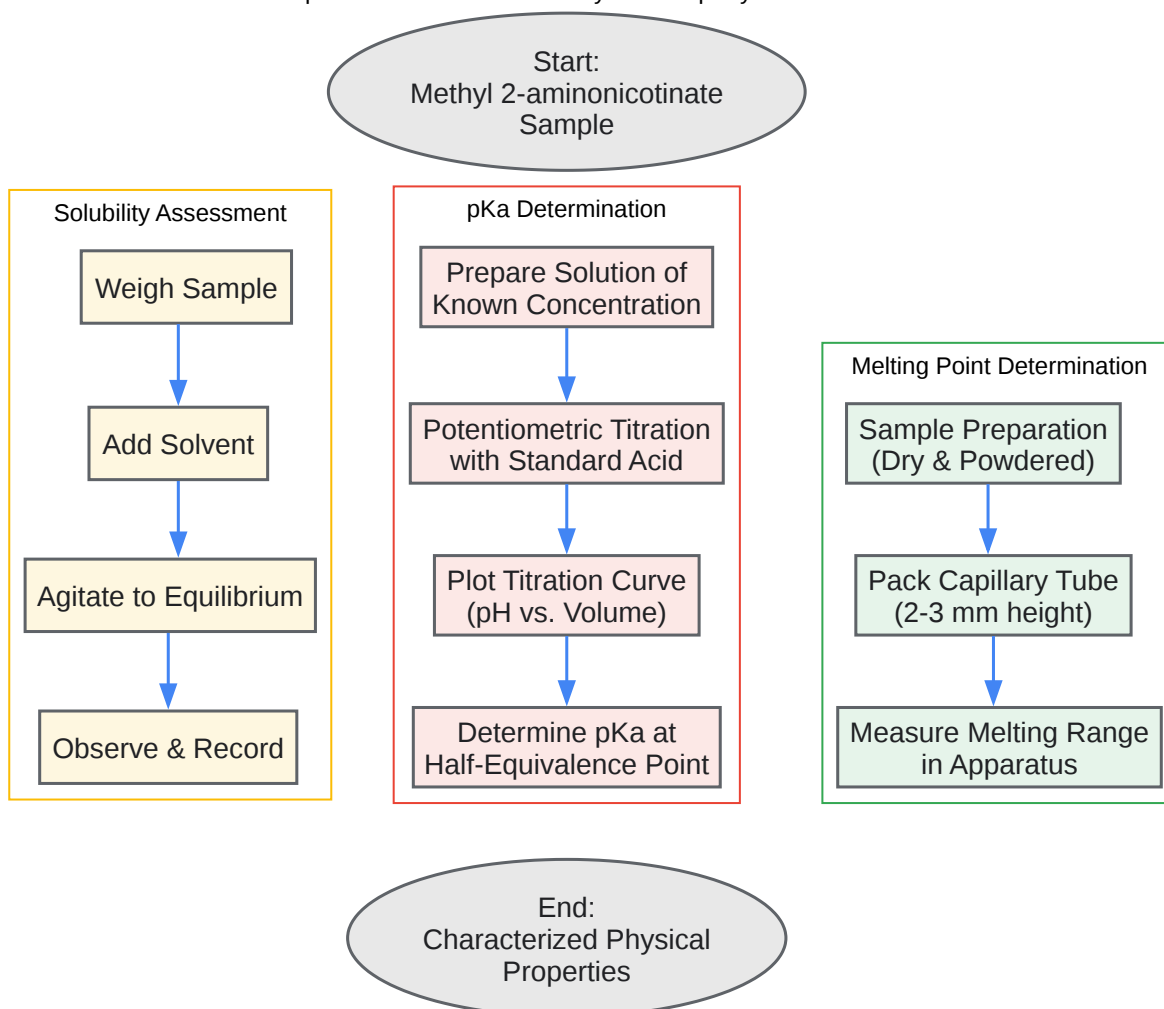 Start:
Methyl 2-aminonicotinate
Sample
Solubility Assessment
Weigh Sample
Add Solvent
Agitate to Equilibrium
Observe & Record
pKa Determination
Prepare Solution of
Known Concentration
Potentiometric Titration
with Standard Acid
Plot Titration Curve
(pH vs. Volume)
Determine pKa at
Half-Equivalence Point
Melting Point Determination
Sample Preparation
(Dry & Powdered)
Pack Capillary Tube
(2-3 mm height)
Measure Melting Range
in Apparatus
End:
Characterized Physical
Properties